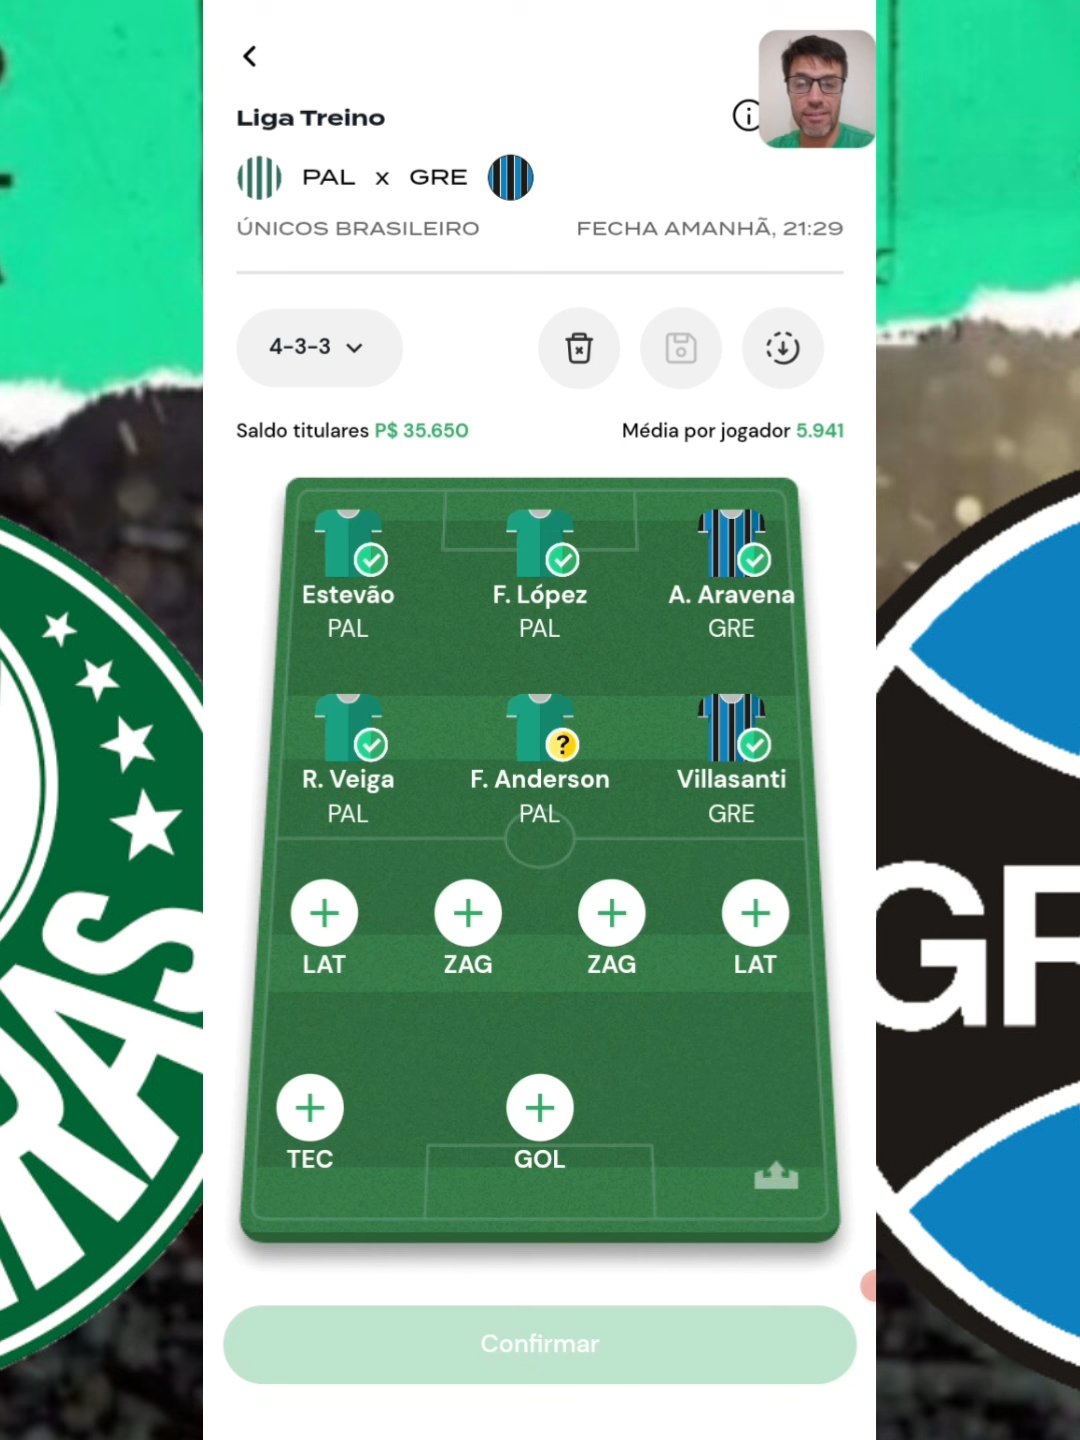 Liga Treino
PAL x GRE
ÚNICOS BRASILEIRO
FECHA AMANHÃ, 21:29
4-3-3
Saldo titulares P$ 35.650
Média por jogador 5.941
Estevão
PAL
F. López
PAL
A. Aravena
GRE
R. Veiga
PAL
F. Anderson
PAL
Villasanti
GRE
LAT
ZAG
ZAG
LAT
TEC
GOL
Confirmar